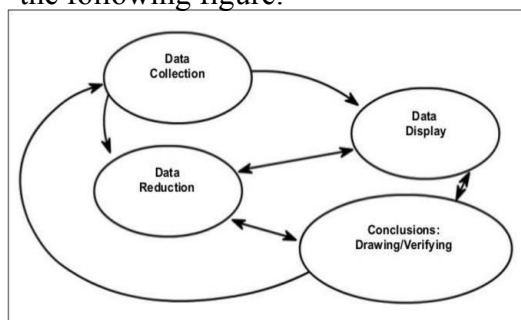 the following figure.
Data
Collection
Data
Display
Data
Reduction
Conclusions:
Drawing/Verifying